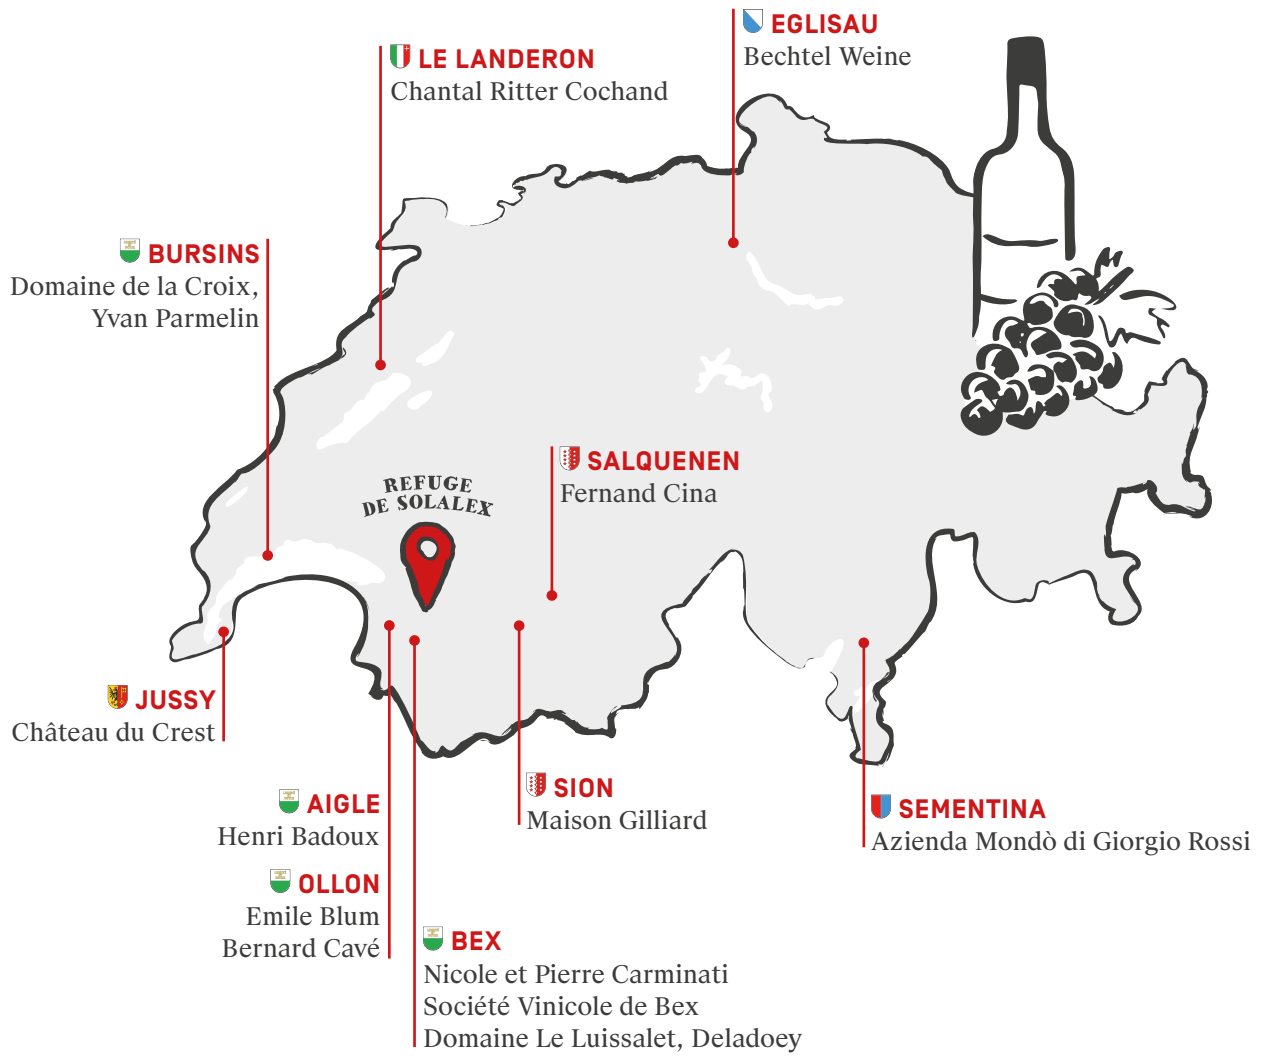 EGLISAU
Bechtel Weine
LE LANDERON
Chantal Ritter Cochand
BURSINS
Domaine de la Croix,
Yvan Parmelin
SALQUENEN
Fernand Cina
REFUGE
DE SOLALEX
JUSSY
Château du Crest
SION
Maison Gilliard
AIGLE
Henri Badoux
SEMENTINA
Azienda Mondò di Giorgio Rossi
OLLON
Emile Blum
Bernard Cavé
BEX
Nicole et Pierre Carminati
Société Vinicole de Bex
Domaine Le Luissalet, Deladoey